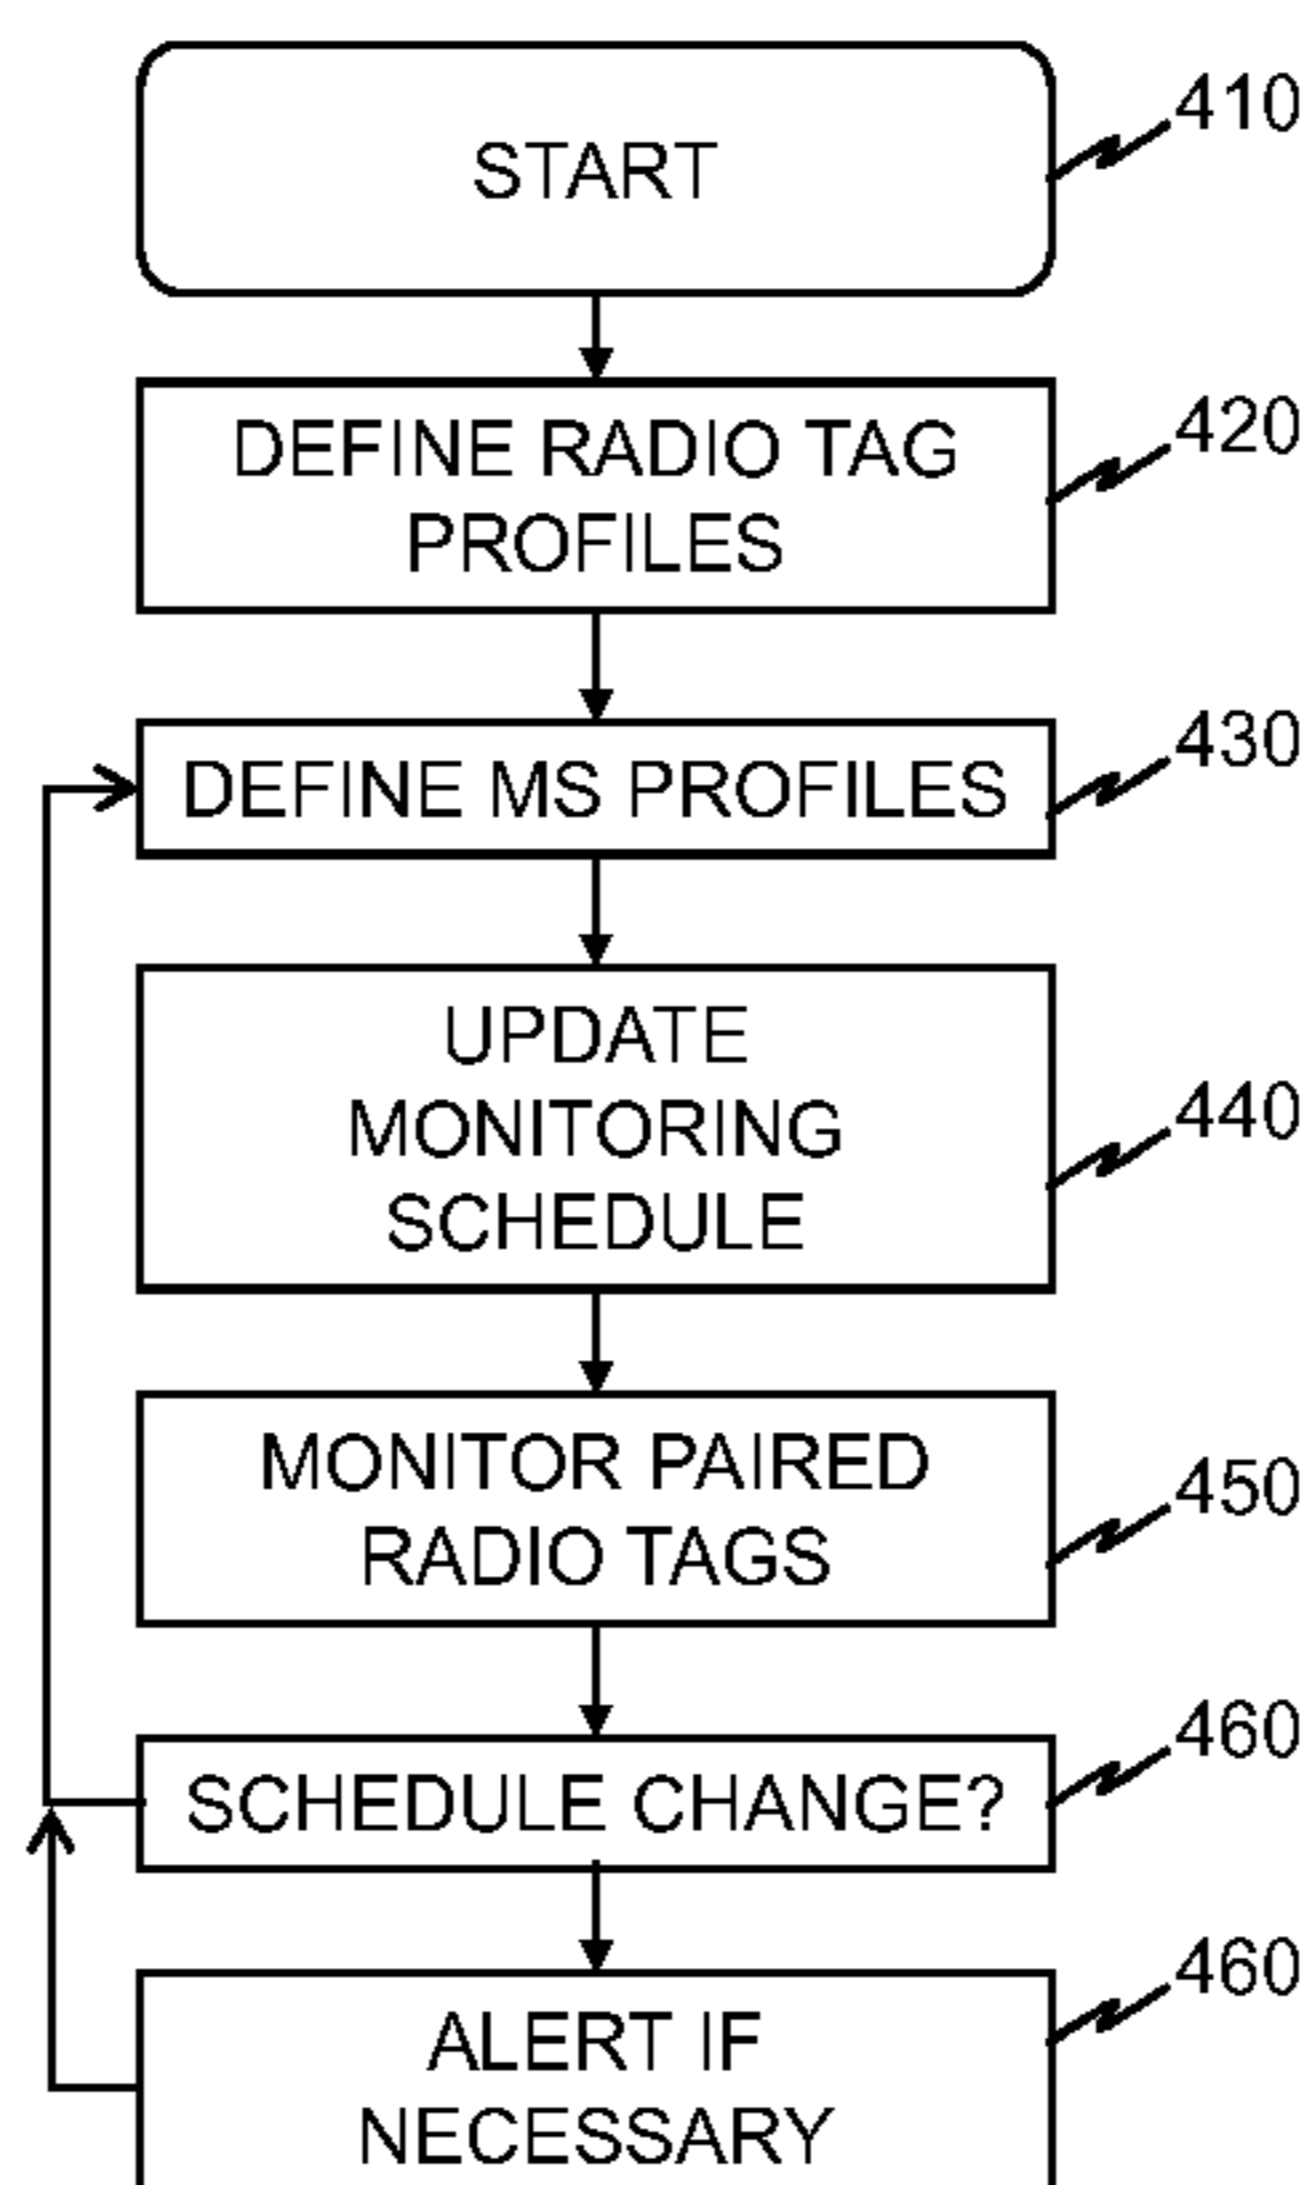 START
410
DEFINE RADIO TAG
PROFILES
420
DEFINE MS PROFILES
430
UPDATE
MONITORING
SCHEDULE
440
MONITOR PAIRED
RADIO TAGS
450
SCHEDULE CHANGE?
460
ALERT IF
NECESSARY
460